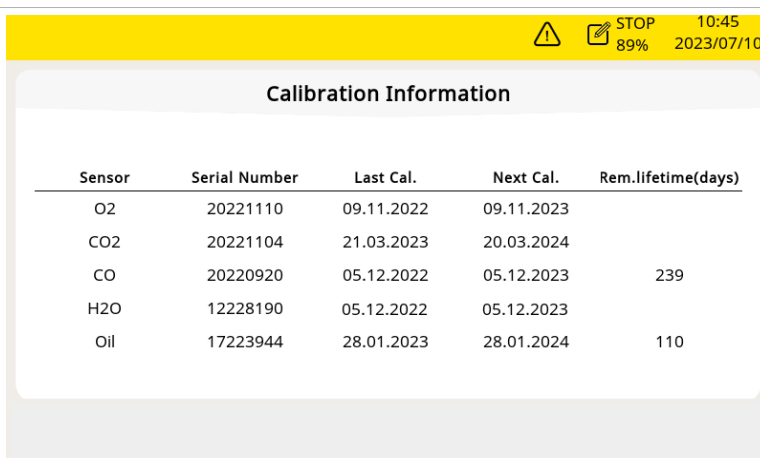 STOP 10:45
89% 2023/07/10
Calibration Information
Sensor Serial Number Last Cal. Next Cal. Rem.lifetime(days)
O2 20221110 09.11.2022 09.11.2023
CO2 20221104 21.03.2023 20.03.2024
CO 20220920 05.12.2022 05.12.2023 239
H2O 12228190 05.12.2022 05.12.2023
Oil 17223944 28.01.2023 28.01.2024 110